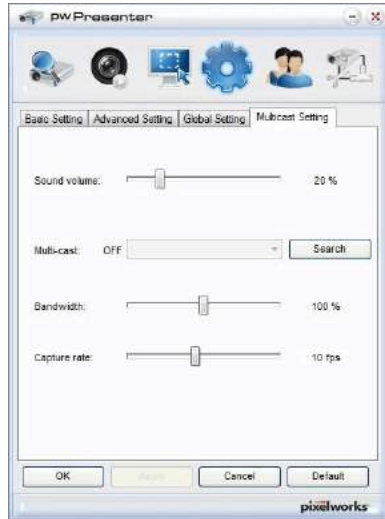 pwPresenter
Basic Setting Advanced Setting Global Setting Multicast Setting
Sound volume: 20 %
Multi-cast: OFF Search
Bandwidth: 100 %
Capture rate: 10 fps
OK Apply Cancel Default
pixelworks